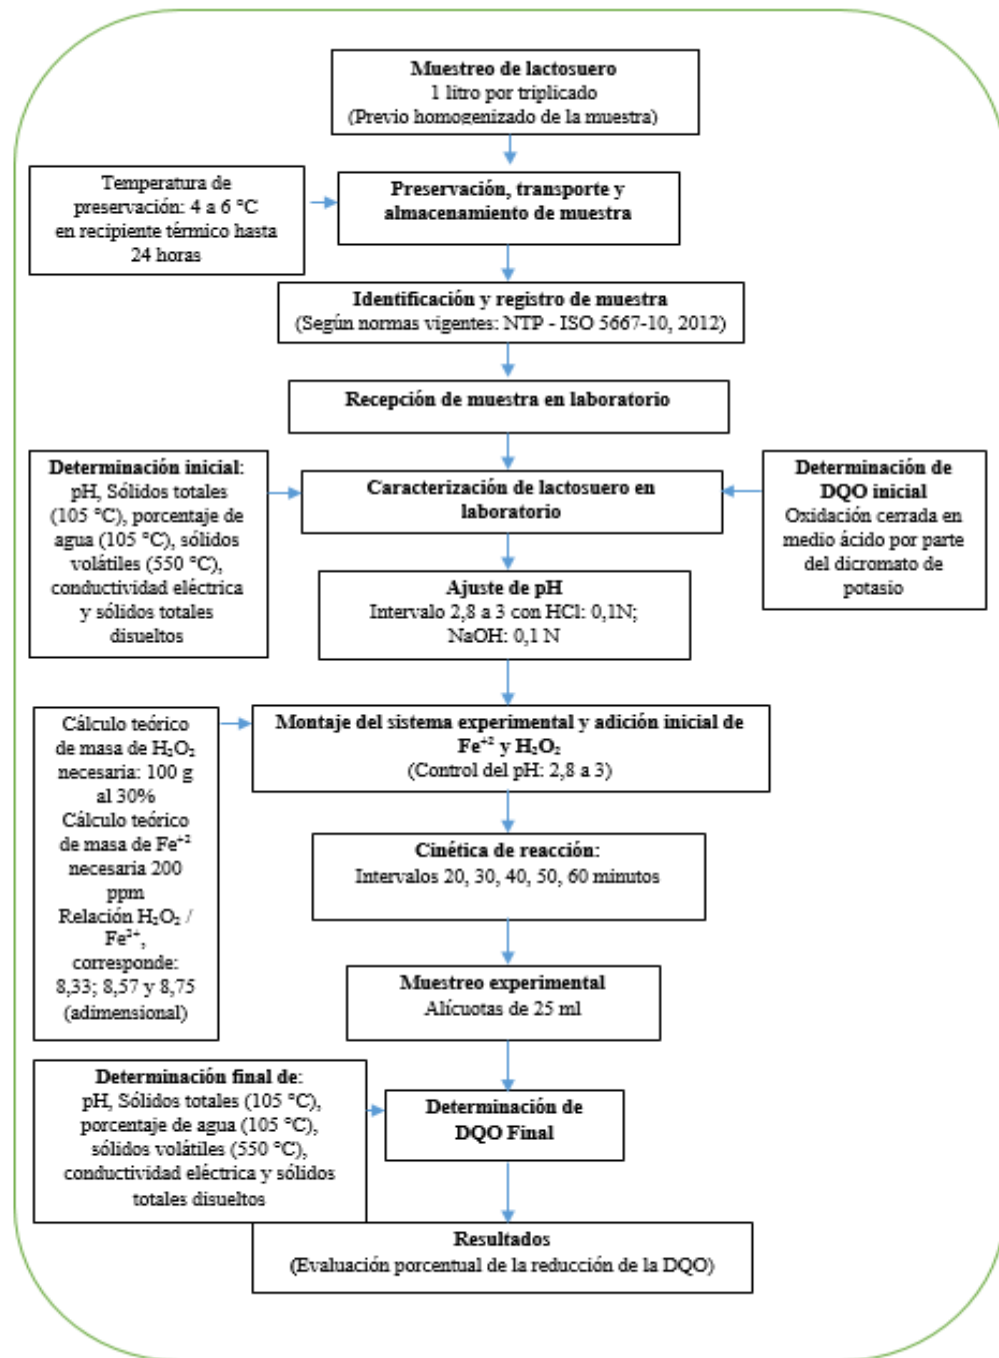 Muestreo de lactosuero
1 litro por triplicado
(Previo homogenizado de la muestra)
Temperatura de
preservación: 4 a 6 °C
en recipiente térmico hasta
24 horas
Preservación, transporte y
almacenamiento de muestra
Identificación y registro de muestra
(Según normas vigentes: NTP - ISO 5667-10, 2012)
Recepción de muestra en laboratorio
Determinación inicial:
pH, Sólidos totales
(105 °C), porcentaje de
agua (105 °C), sólidos
volátiles (550 °C),
conductividad eléctrica
y sólidos totales
disueltos
Caracterización de lactosuero en
laboratorio
Determinación de
DQO inicial
Oxidación cerrada en
medio ácido por parte
del dicromato de
potasio
Ajuste de pH
Intervalo 2,8 a 3 con HCl: 0,1N;
NaOH: 0,1 N
Cálculo teórico
de masa de H₂O₂
necesaria: 100 g
al 30%
Cálculo teórico
de masa de Fe⁺²
necesaria 200
ppm
Relación H₂O₂ /
Fe²⁺,
corresponde:
8,33; 8,57 y 8,75
(adimensional)
Montaje del sistema experimental y adición inicial de
Fe⁺² y H₂O₂
(Control del pH: 2,8 a 3)
Cinética de reacción:
Intervalos 20, 30, 40, 50, 60 minutos
Muestreo experimental
Alícuotas de 25 ml
Determinación final de:
pH, Sólidos totales (105 °C),
porcentaje de agua (105 °C),
sólidos volátiles (550 °C),
conductividad eléctrica y sólidos
totales disueltos
Determinación de
DQO Final
Resultados
(Evaluación porcentual de la reducción de la DQO)